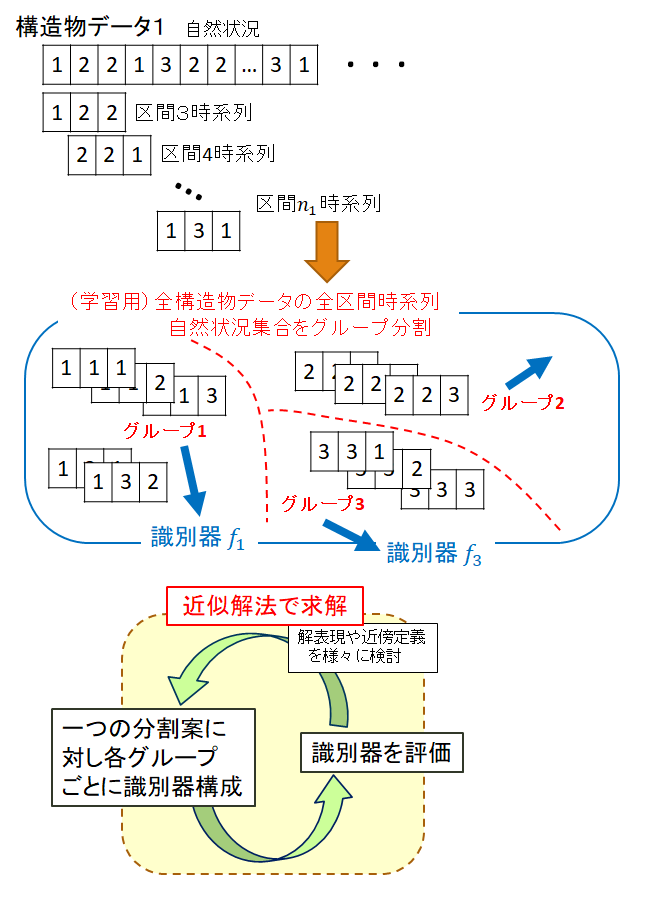 構造物データ1 自然状況
1 2 2 1 3 2 2 … 3 1 ・・・
1 2 2 区間3時系列
2 2 1 区間4時系列
1 3 1 区間n₁時系列
(学習用)全構造物データの全区間時系列
自然状況集合をグループ分割
1 1 1
2
1 3
グループ1
1
1 3 2
2
2 2
2 2 3
グループ2
3 3 1
2
3 3 3
グループ3
識別器 f₁
識別器 f₃
近似解法で求解
解表現や近傍定義
を様々に検討
一つの分割案に
対し各グループ
ごとに識別器構成
識別器を評価